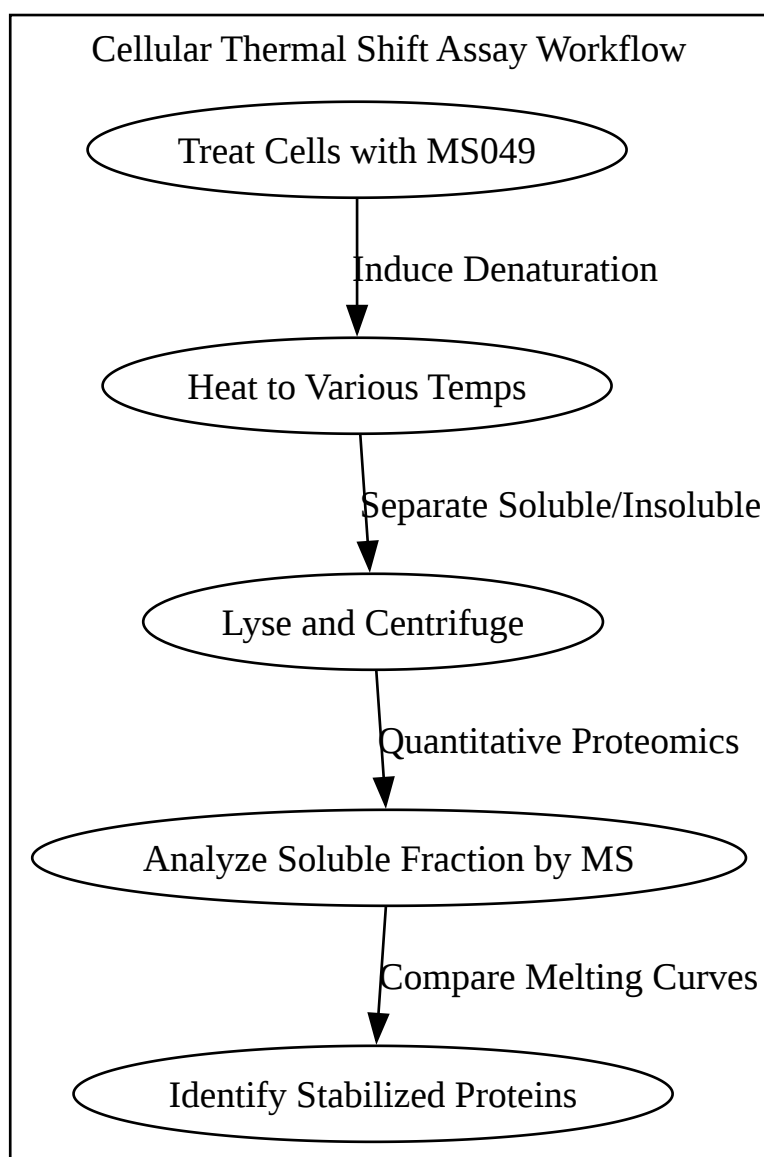 Cellular Thermal Shift Assay Workflow
Treat Cells with MS049
Induce Denaturation
Heat to Various Temps
Separate Soluble/Insoluble
Lyse and Centrifuge
Quantitative Proteomics
Analyze Soluble Fraction by MS
Compare Melting Curves
Identify Stabilized Proteins